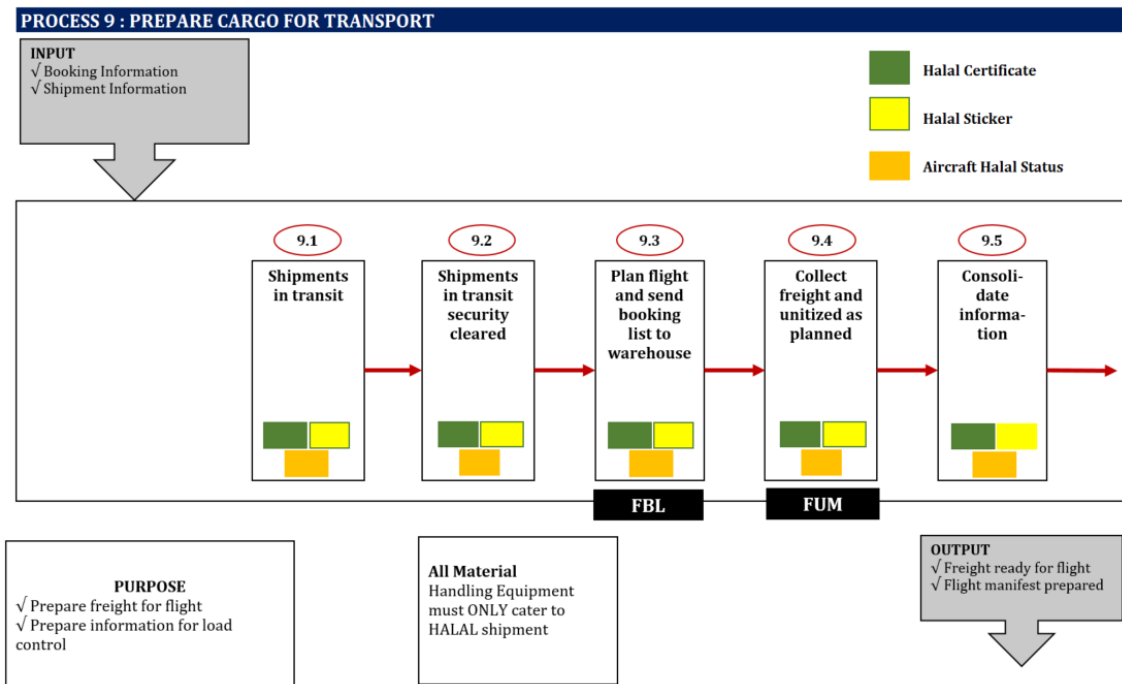 PROCESS 9 : PREPARE CARGO FOR TRANSPORT
INPUT
√ Booking Information
√ Shipment Information
Halal Certificate
Halal Sticker
Aircraft Halal Status
9.1
Shipments
in transit
9.2
Shipments
in transit
security
cleared
9.3
Plan flight
and send
booking
list to
warehouse
FBL
9.4
Collect
freight and
unitized as
planned
FUM
9.5
Consoli-
date
informa-
tion
PURPOSE
√ Prepare freight for flight
√ Prepare information for load
control
All Material
Handling Equipment
must ONLY cater to
HALAL shipment
OUTPUT
√ Freight ready for flight
√ Flight manifest prepared